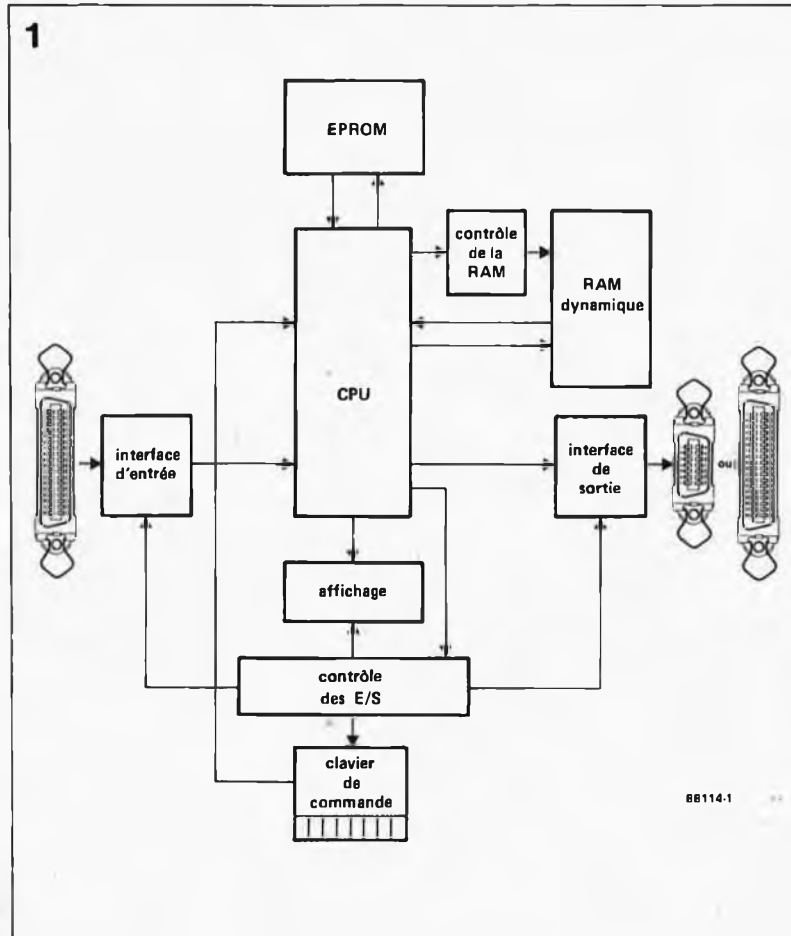 1
EPROM
contrôle
de la
RAM
RAM
dynamique
CPU
interface
d'entrée
interface
de
sortie
ou
affichage
contrôle
des E/S
clavier
de
commande
88114-1